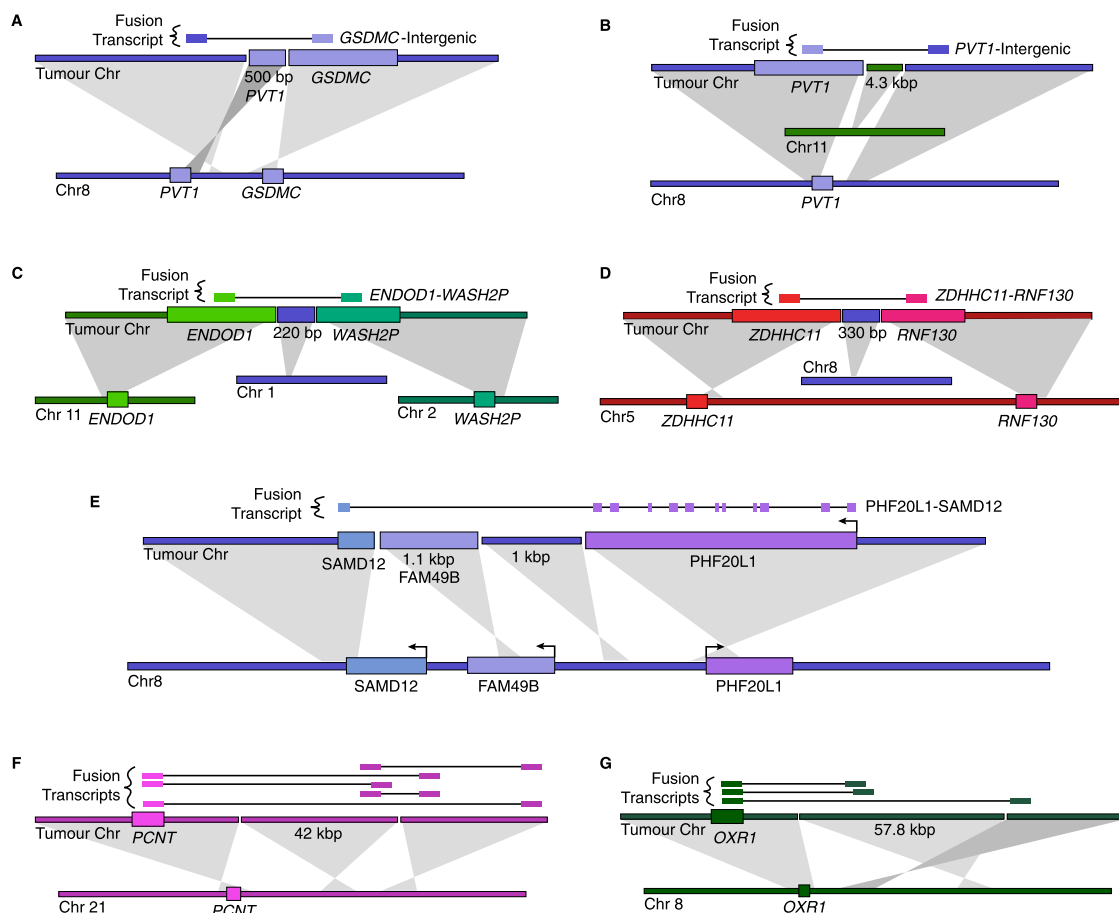 A
Fusion
Transcript
GSDMC-Intergenic
Tumour Chr
500 bp
PVT1
GSDMC
Chr8
PVT1
GSDMC
B
Fusion
Transcript
PVT1-Intergenic
Tumour Chr
PVT1
4.3 kbp
Chr11
Chr8
PVT1
C
Fusion
Transcript
ENDOD1-WASH2P
Tumour Chr
ENDOD1
220 bp
WASH2P
Chr 1
Chr 11
ENDOD1
Chr 2
WASH2P
D
Fusion
Transcript
ZDHHC11-RNF130
Tumour Chr
ZDHHC11
330 bp
RNF130
Chr8
Chr5
ZDHHC11
RNF130
E
Fusion
Transcript
PHF20L1-SAMD12
Tumour Chr
SAMD12
1.1 kbp
FAM49B
1 kbp
PHF20L1
Chr8
SAMD12
FAM49B
PHF20L1
F
Fusion
Transcripts
Tumour Chr
PCNT
42 kbp
Chr 21
PCNT
G
Fusion
Transcripts
Tumour Chr
OXR1
57.8 kbp
Chr 8
OXR1